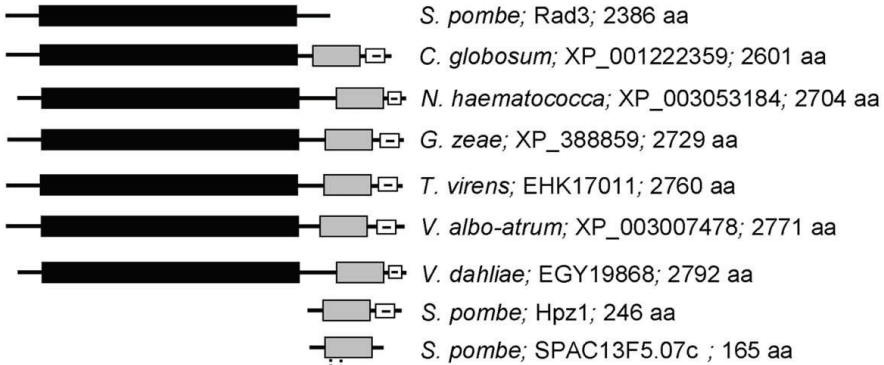 S. pombe; Rad3; 2386 aa
C. globosum; XP_001222359; 2601 aa
N. haematococca; XP_003053184; 2704 aa
G. zeae; XP_388859; 2729 aa
T. virens; EHK17011; 2760 aa
V. albo-atrum; XP_003007478; 2771 aa
V. dahliae; EGY19868; 2792 aa
S. pombe; Hpz1; 246 aa
S. pombe; SPAC13F5.07c ; 165 aa